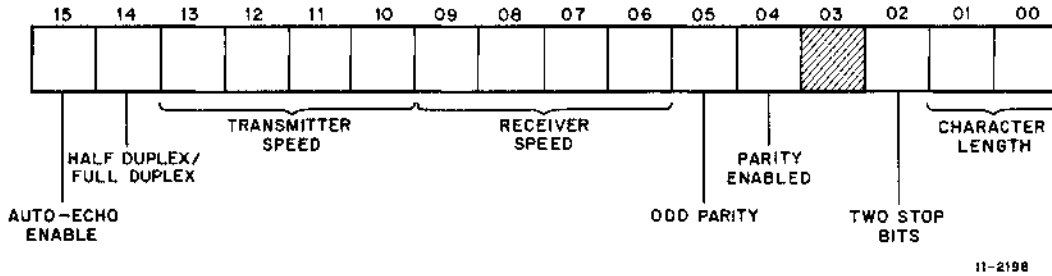 15 14 13 12 11 10 09 08 07 06 05 04 03 02 01 00
TRANSMITTER
SPEED
RECEIVER
SPEED
CHARACTER
LENGTH
HALF DUPLEX/
FULL DUPLEX
PARITY
ENABLED
AUTO-ECHO
ENABLE
ODD PARITY
TWO STOP
BITS
11-2198